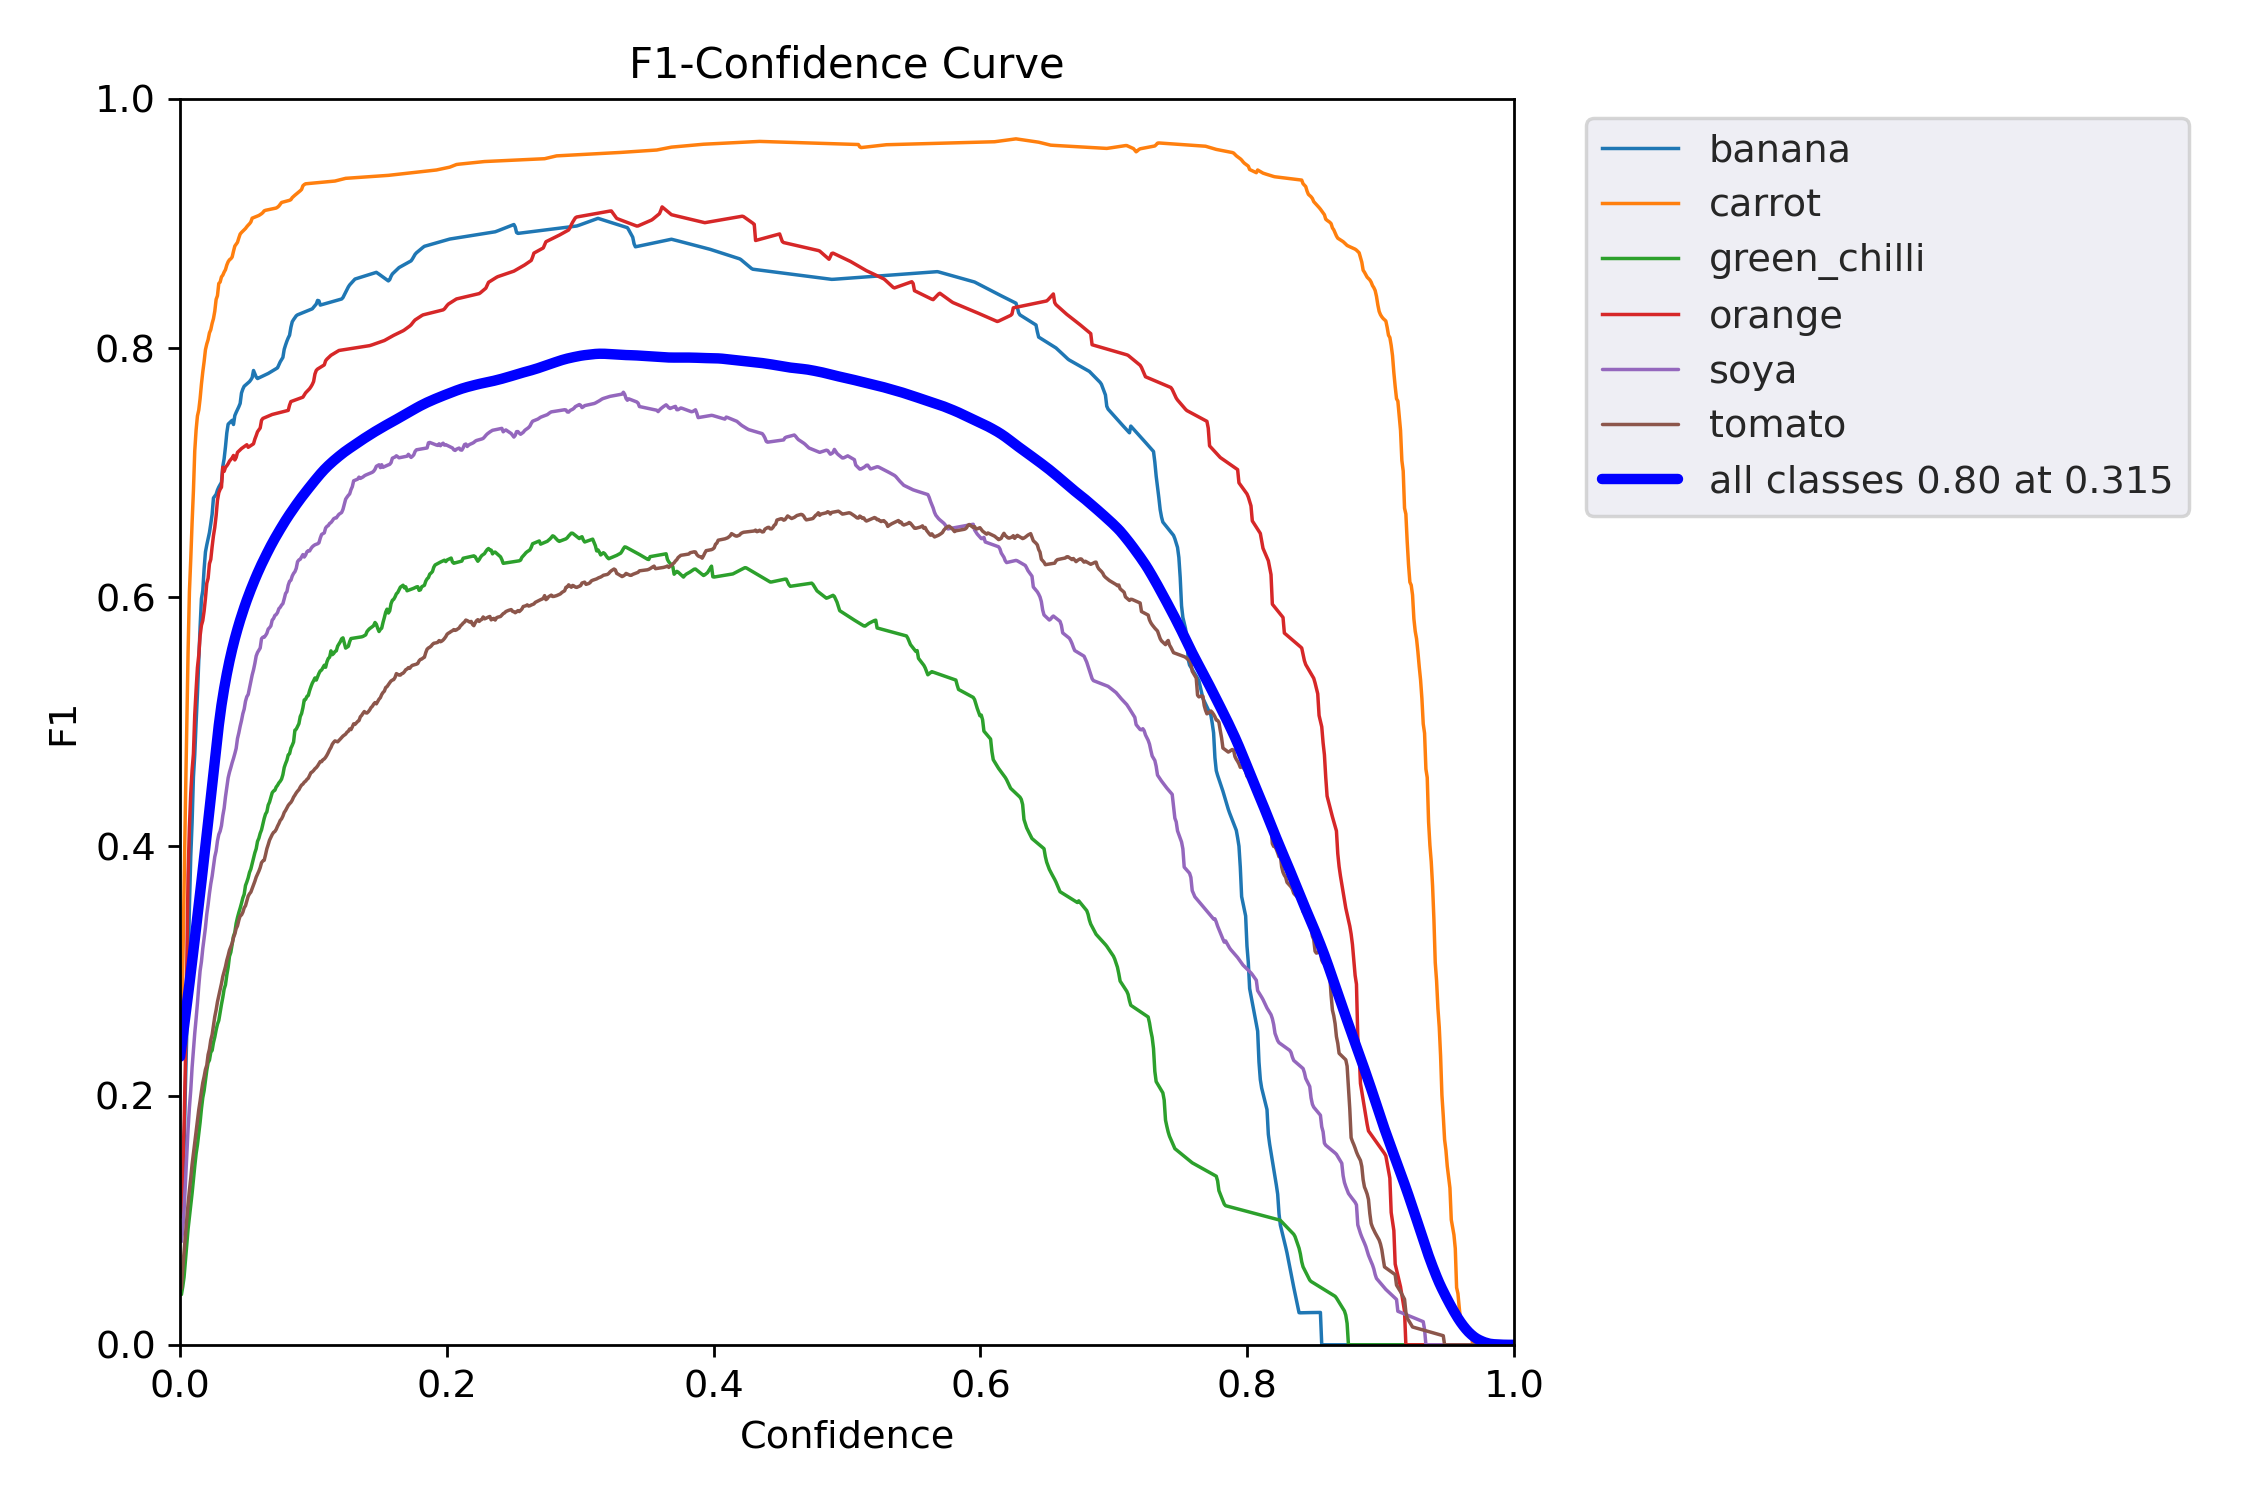 F1-Confidence Curve
1.0
0.8
0.6
0.4
0.2
0.0
F1
0.0 0.2 0.4 0.6 0.8 1.0
Confidence
banana
carrot
green_chilli
orange
soya
tomato
all classes 0.80 at 0.315